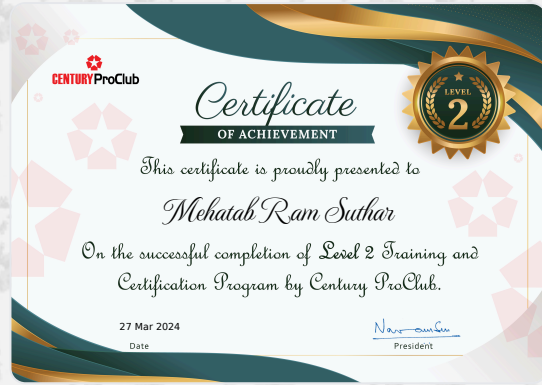 CENTURY ProClub
Certificate
OF ACHIEVEMENT
LEVEL
2
This certificate is proudly presented to
Mehatab Ram Suthar
On the successful completion of Level 2 Training and
Certification Program by Century ProClub.
27 Mar 2024
Date
President